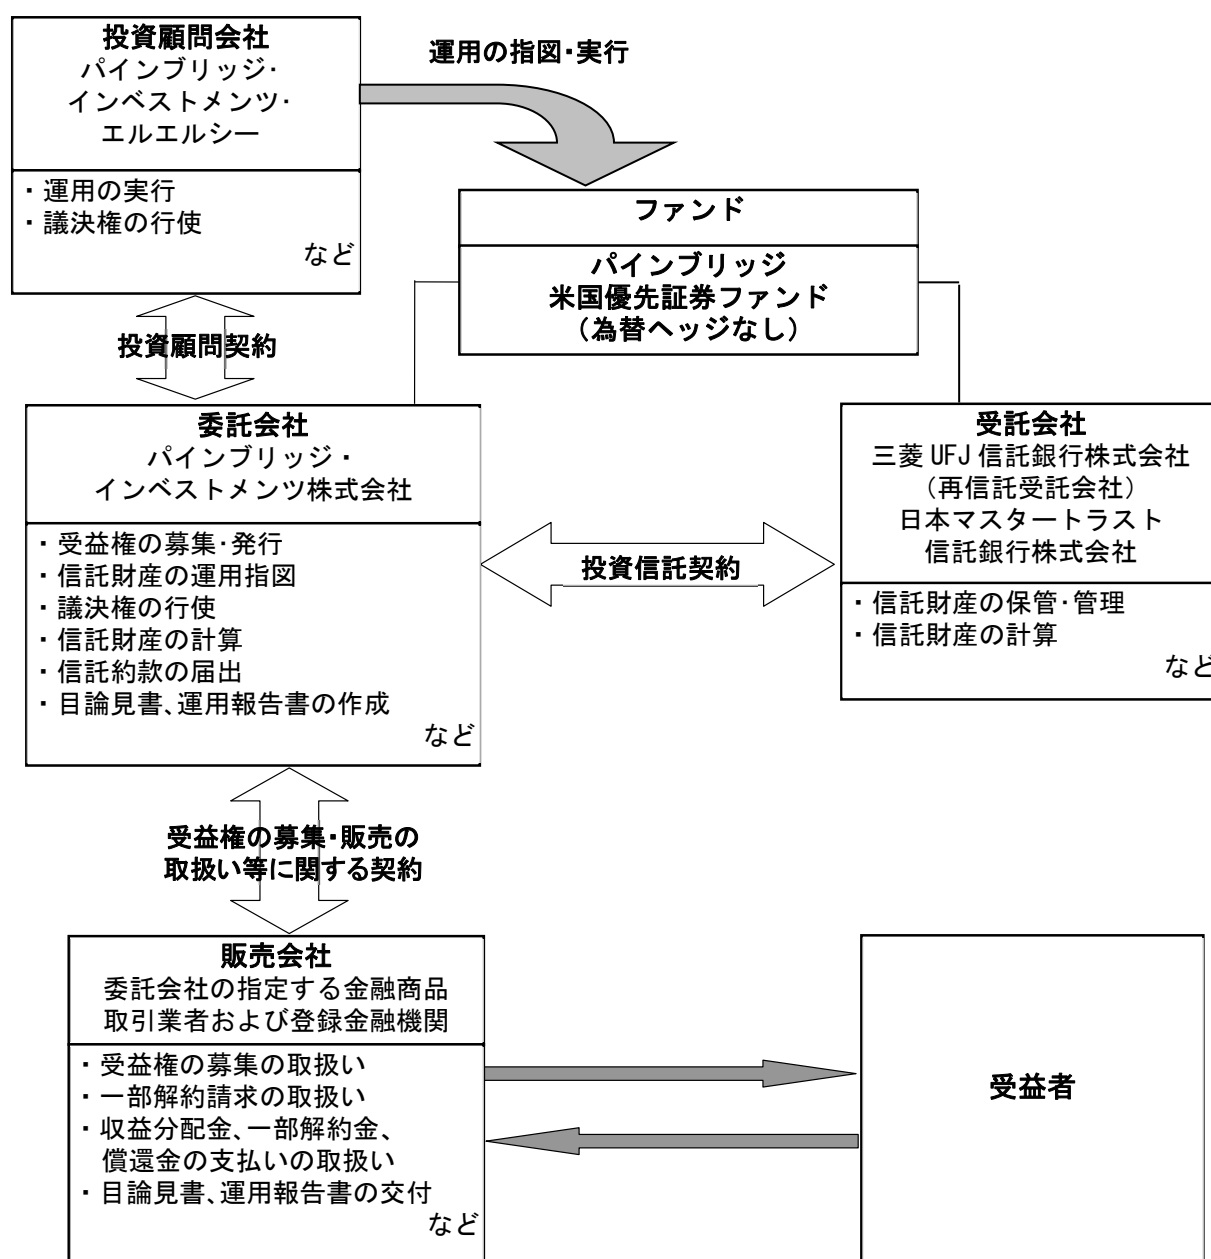 投資顧問会社
パインブリッジ・
インベストメンツ・
エルエルシー
・運用の実行
・議決権の行使
など
運用の指図・実行
ファンド
パインブリッジ
米国優先証券ファンド
（為替ヘッジなし）
投資顧問契約
委託会社
パインブリッジ・
インベストメンツ株式会社
・受益権の募集・発行
・信託財産の運用指図
・議決権の行使
・信託財産の計算
・信託約款の届出
・目論見書、運用報告書の作成
など
投資信託契約
受託会社
三菱 UFJ 信託銀行株式会社
（再信託受託会社）
日本マスタートラスト
信託銀行株式会社
・信託財産の保管・管理
・信託財産の計算
など
受益権の募集・販売の
取扱い等に関する契約
販売会社
委託会社の指定する金融商品
取引業者および登録金融機関
・受益権の募集の取扱い
・一部解約請求の取扱い
・収益分配金、一部解約金、
償還金の支払いの取扱い
・目論見書、運用報告書の交付
など
受益者